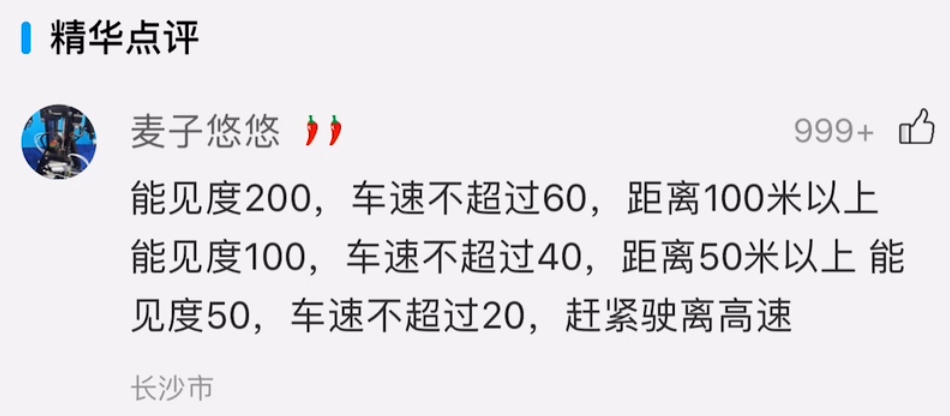 精华点评
麦子悠悠
999+
能见度200，车速不超过60，距离100米以上
能见度100，车速不超过40，距离50米以上 能
见度50，车速不超过20，赶紧驶离高速
长沙市